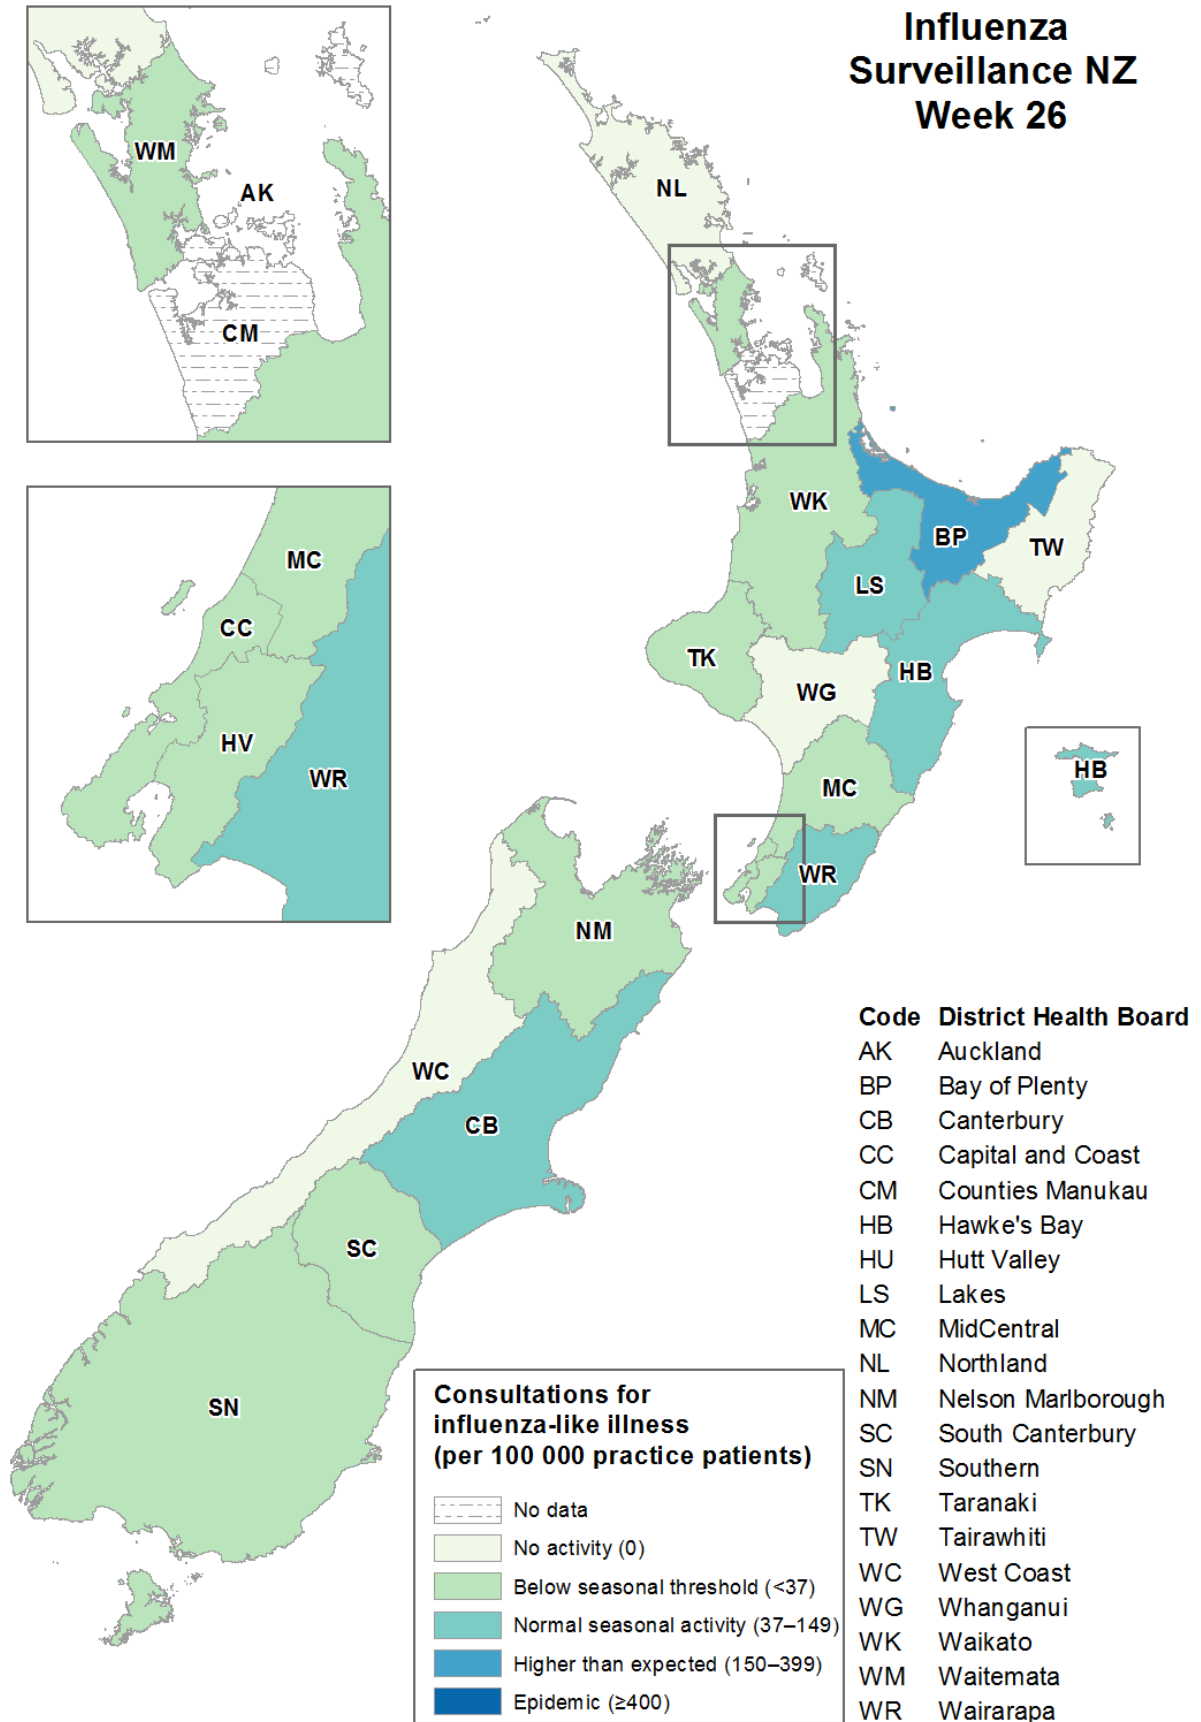 Influenza
Surveillance NZ
Week 26
WM
AK
CM
MC
CC
HV
WR
NL
WK
BP
TW
LS
TK
HB
WG
MC
HB
WR
NM
WC
CB
SC
SN
Code District Health Board
AK Auckland
BP Bay of Plenty
CB Canterbury
CC Capital and Coast
CM Counties Manukau
HB Hawke's Bay
HU Hutt Valley
LS Lakes
MC MidCentral
NL Northland
NM Nelson Marlborough
SC South Canterbury
SN Southern
TK Taranaki
TW Tairawhiti
WC West Coast
WG Whanganui
WK Waikato
WM Waitemata
WR Wairarapa
Consultations for
influenza-like illness
(per 100 000 practice patients)
No data
No activity (0)
Below seasonal threshold (<37)
Normal seasonal activity (37–149)
Higher than expected (150–399)
Epidemic (≥400)